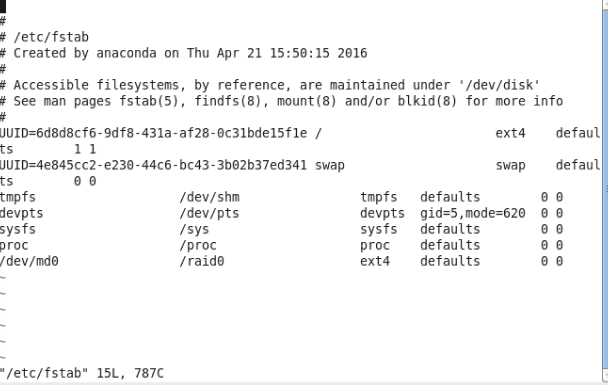 #
# /etc/fstab
# Created by anaconda on Thu Apr 21 15:50:15 2016
#
# Accessible filesystems, by reference, are maintained under '/dev/disk'
# See man pages fstab(5), findfs(8), mount(8) and/or blkid(8) for more info
#
UUID=6d8d8cf6-9df8-431a-af28-0c31bde15f1e /                       ext4    defaul
ts        1 1
UUID=4e845cc2-e230-44c6-bc43-3b02b37ed341 swap                    swap    defaul
ts        0 0
tmpfs                   /dev/shm                tmpfs   defaults        0 0
devpts                  /dev/pts                devpts  gid=5,mode=620  0 0
sysfs                   /sys                    sysfs   defaults        0 0
proc                    /proc                   proc    defaults        0 0
/dev/md0                /raid0                  ext4    defaults        0 0
~
~
~
~
~
~
"/etc/fstab" 15L, 787C